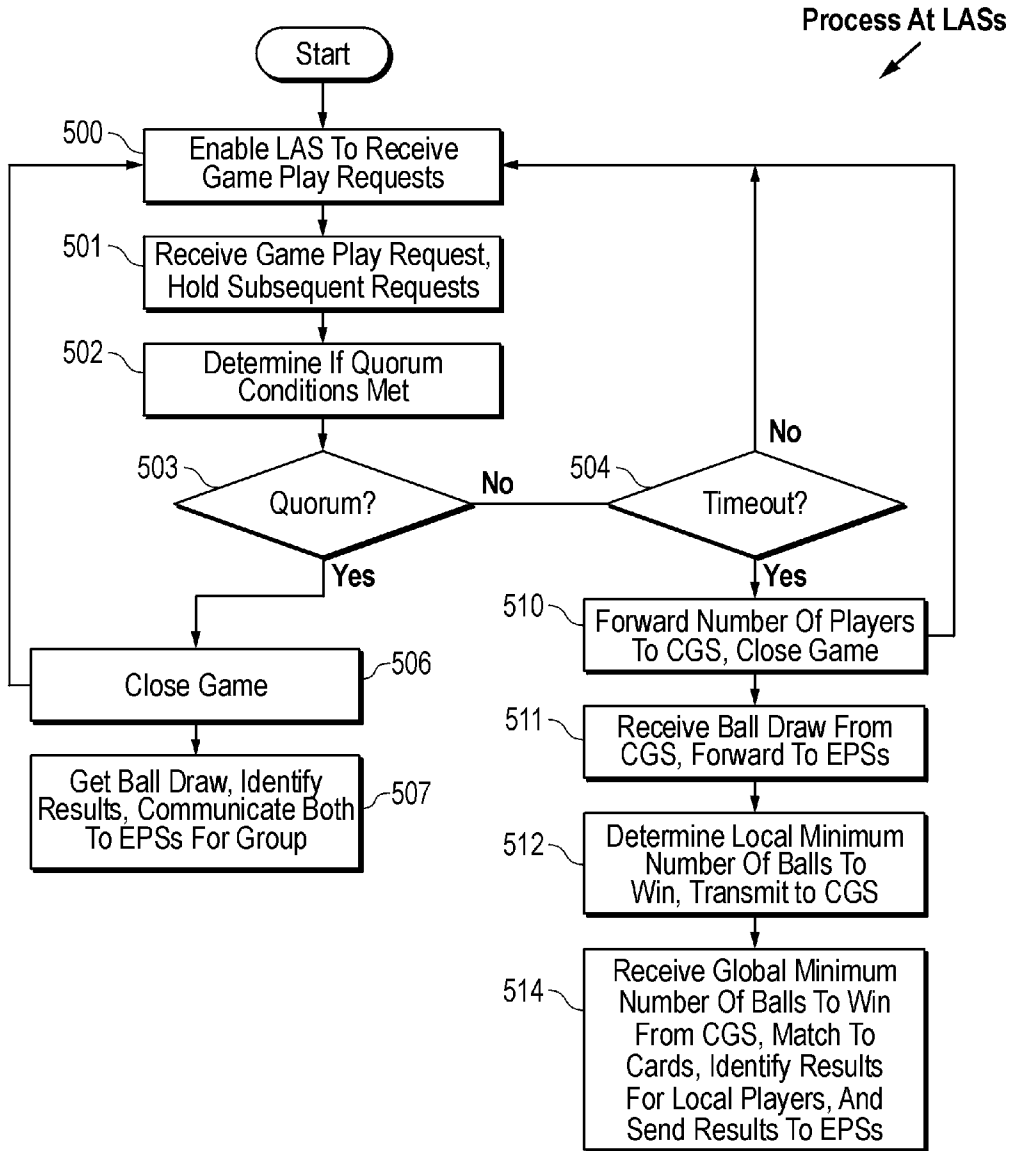 Process At LASs
Start
500
Enable LAS To Receive
Game Play Requests
501
Receive Game Play Request,
Hold Subsequent Requests
502
Determine If Quorum
Conditions Met
503
Quorum?
No
504
Timeout?
No
Yes
Yes
506
Close Game
507
Get Ball Draw, Identify
Results, Communicate Both
To EPSs For Group
510
Forward Number Of Players
To CGS, Close Game
511
Receive Ball Draw From
CGS, Forward To EPSs
512
Determine Local Minimum
Number Of Balls To
Win, Transmit to CGS
514
Receive Global Minimum
Number Of Balls To Win
From CGS, Match To
Cards, Identify Results
For Local Players, And
Send Results To EPSs